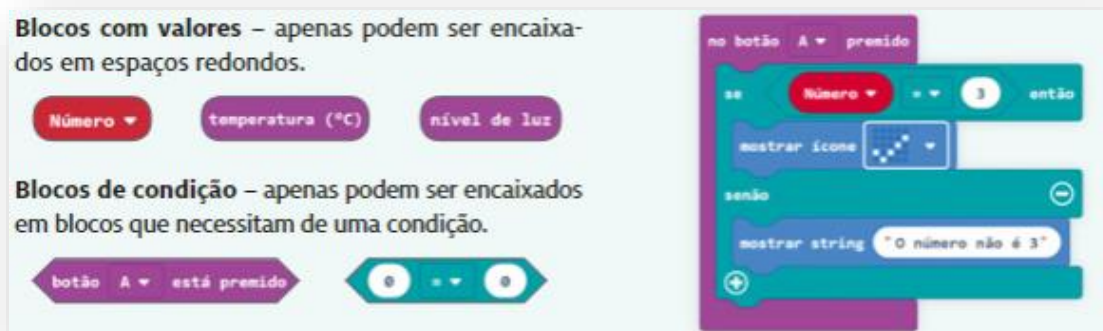 Blocos com valores – apenas podem ser encaixa-
dos em espaços redondos.
Número
temperatura (°C)
nível de luz
Blocos de condição – apenas podem ser encaixados
em blocos que necessitam de uma condição.
botão A está premido
0 = 0
no botão A premido
se Número = 3 então
mostrar ícone
senão
mostrar string "O número não é 3"